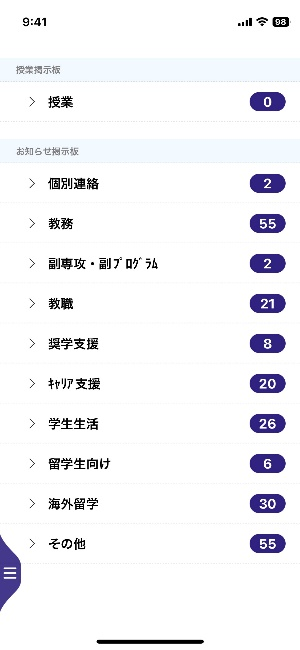 9:41
98
授業掲示板
授業
0
お知らせ掲示板
個別連絡
2
教務
55
副専攻・副ﾌﾟﾛｸﾞﾗﾑ
2
教職
21
奨学支援
8
ｷｬﾘｱ支援
20
学生生活
26
留学生向け
6
海外留学
30
その他
55